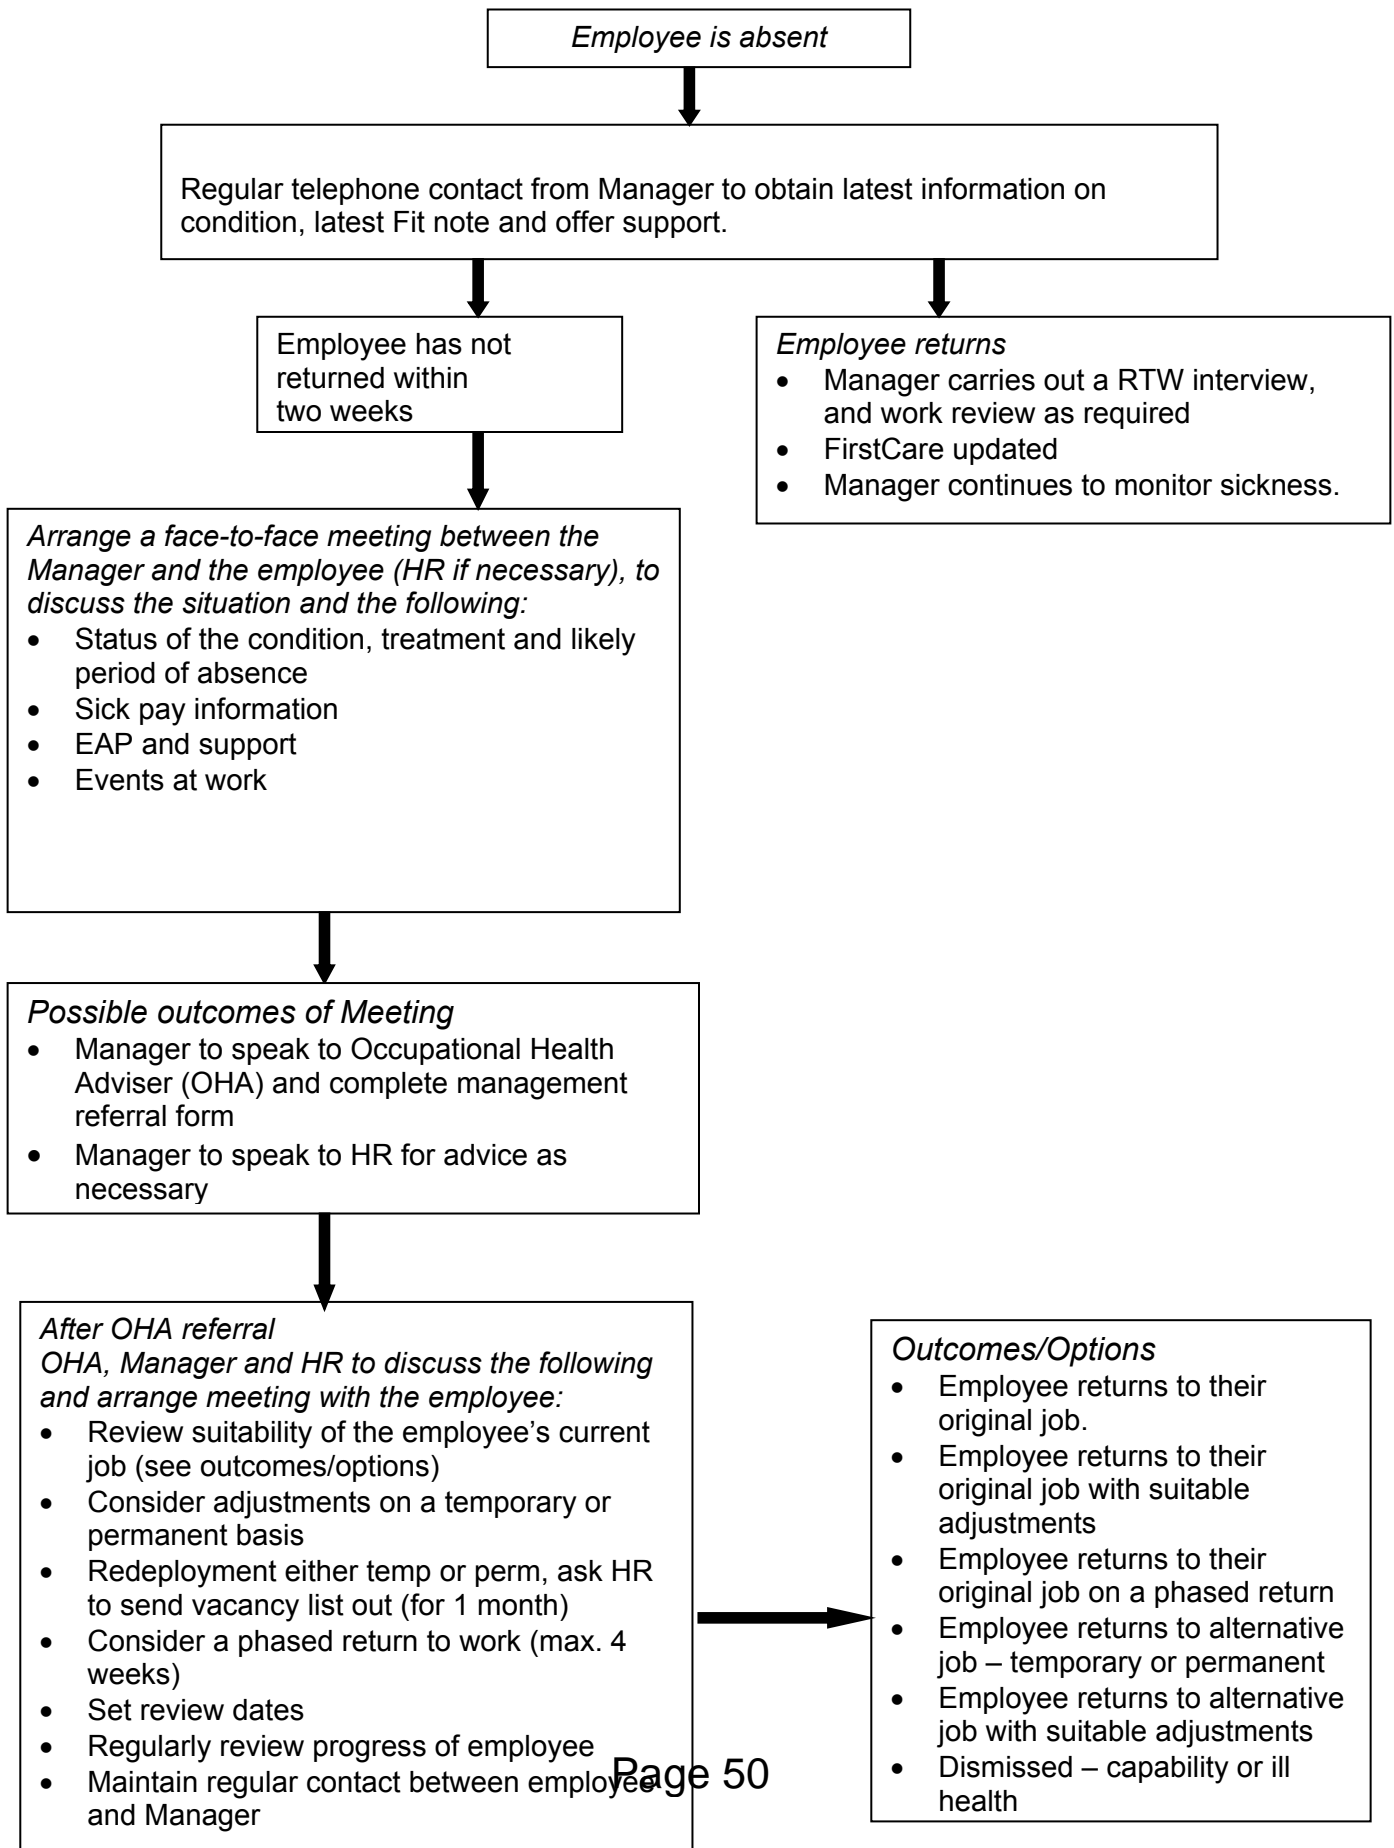 Employee is absent
Regular telephone contact from Manager to obtain latest information on
condition, latest Fit note and offer support.
Employee has not
returned within
two weeks
Employee returns
• Manager carries out a RTW interview,
and work review as required
• FirstCare updated
• Manager continues to monitor sickness.
Arrange a face-to-face meeting between the
Manager and the employee (HR if necessary), to
discuss the situation and the following:
• Status of the condition, treatment and likely
period of absence
• Sick pay information
• EAP and support
• Events at work
Possible outcomes of Meeting
• Manager to speak to Occupational Health
Adviser (OHA) and complete management
referral form
• Manager to speak to HR for advice as
necessary
After OHA referral
OHA, Manager and HR to discuss the following
and arrange meeting with the employee:
• Review suitability of the employee’s current
job (see outcomes/options)
• Consider adjustments on a temporary or
permanent basis
• Redeployment either temp or perm, ask HR
to send vacancy list out (for 1 month)
• Consider a phased return to work (max. 4
weeks)
• Set review dates
• Regularly review progress of employee
• Maintain regular contact between employee
and Manager
Outcomes/Options
• Employee returns to their
original job.
• Employee returns to their
original job with suitable
adjustments
• Employee returns to their
original job on a phased return
• Employee returns to alternative
job – temporary or permanent
• Employee returns to alternative
job with suitable adjustments
• Dismissed – capability or ill
health
Page 50